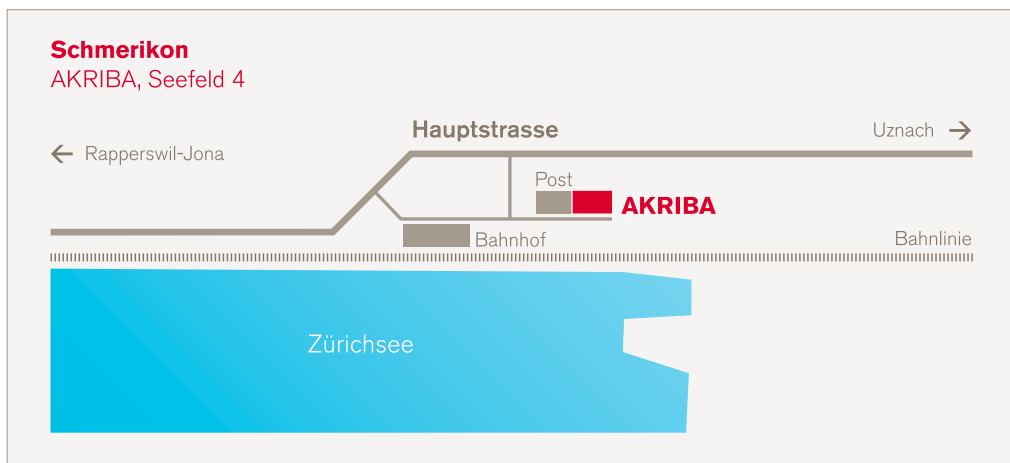 Schmerikon
AKRIBA, Seefeld 4
Hauptstrasse
Uznach
Rapperswil-Jona
Post
AKRIBA
Bahnhof
Bahnlinie
Zürichsee